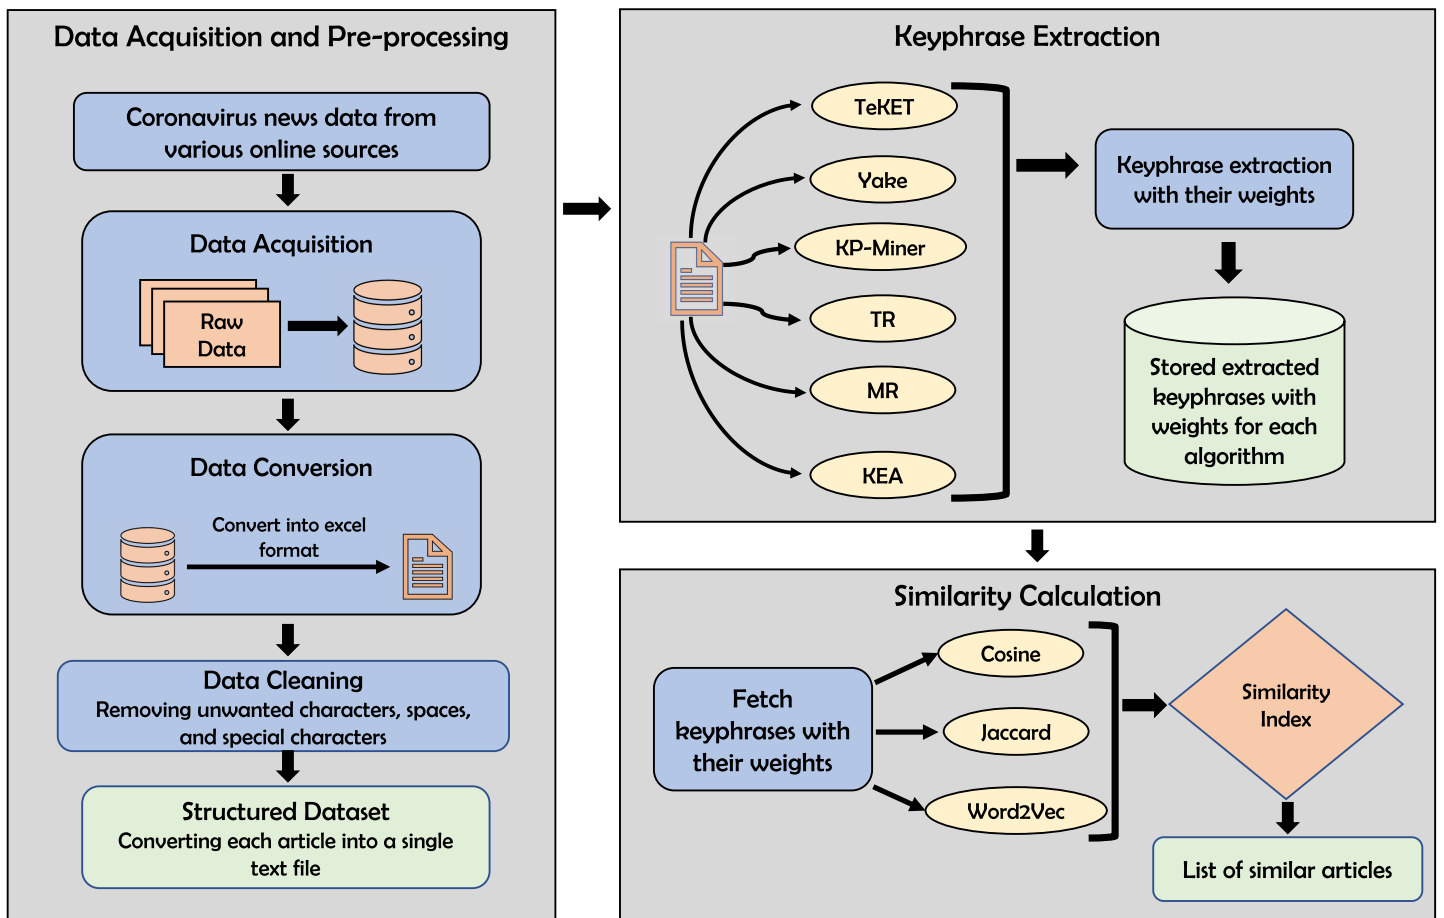 Data Acquisition and Pre-processing
Coronavirus news data from
various online sources
Data Acquisition
Raw
Data
Data Conversion
Convert into excel
format
Data Cleaning
Removing unwanted characters, spaces,
and special characters
Structured Dataset
Converting each article into a single
text file
Keyphrase Extraction
TeKET
Yake
KP-Miner
TR
MR
KEA
Keyphrase extraction
with their weights
Stored extracted
keyphrases with
weights for each
algorithm
Similarity Calculation
Fetch
keyphrases with
their weights
Cosine
Jaccard
Word2Vec
Similarity
Index
List of similar articles